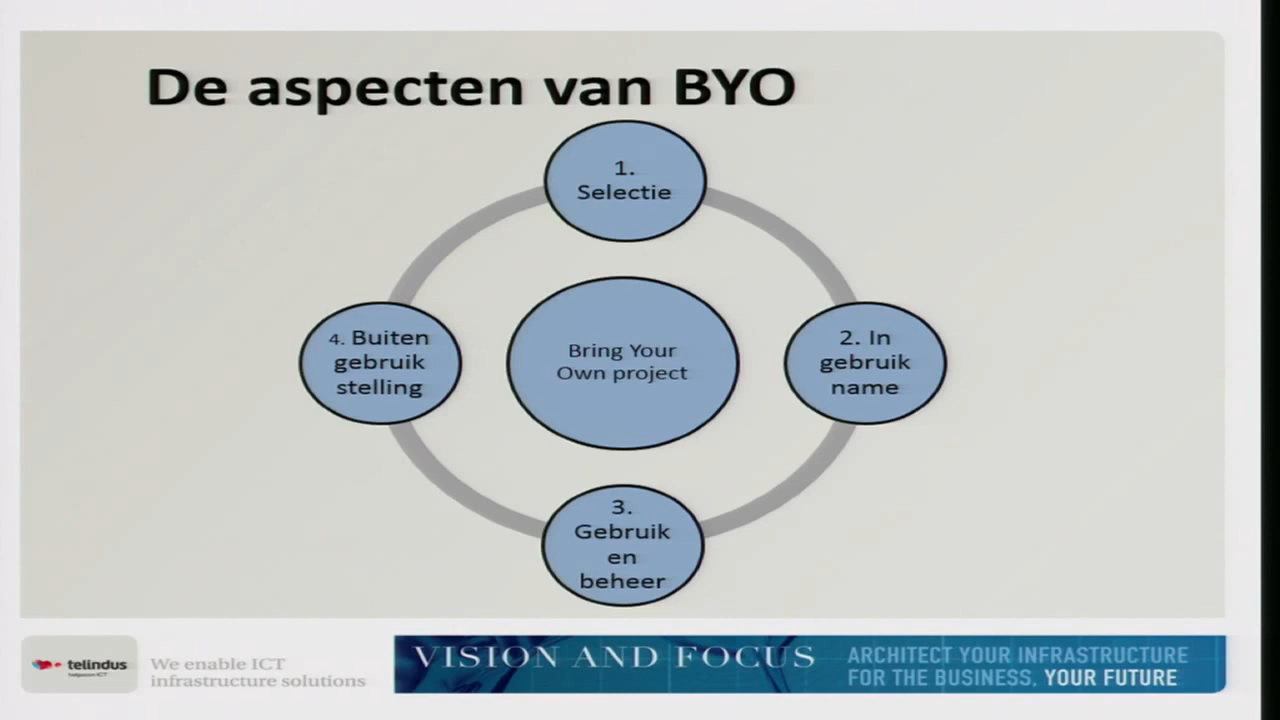 De aspecten van BYO
1.
Selectie
2. In
gebruik
name
3.
Gebruik
en
beheer
4. Buiten
gebruik
stelling
Bring Your
Own project
telindus
We enable ICT
infrastructure solutions
VISION AND FOCUS
ARCHITECT YOUR INFRASTRUCTURE
FOR THE BUSINESS, YOUR FUTURE